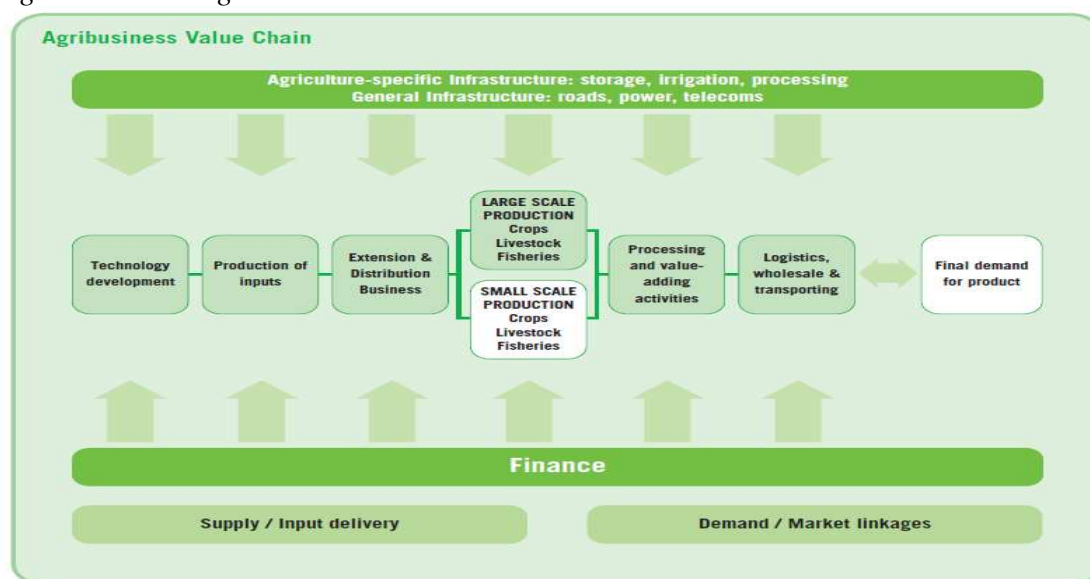 Agribusiness Value Chain
Agriculture-specific Infrastructure: storage, irrigation, processing
General Infrastructure: roads, power, telecoms
Technology
development
Production of
inputs
Extension &
Distribution
Business
LARGE SCALE
PRODUCTION
Crops
Livestock
Fisheries
SMALL SCALE
PRODUCTION
Crops
Livestock
Fisheries
Processing
and value-
adding
activities
Logistics,
wholesale &
transporting
Final demand
for product
Finance
Supply / Input delivery
Demand / Market linkages